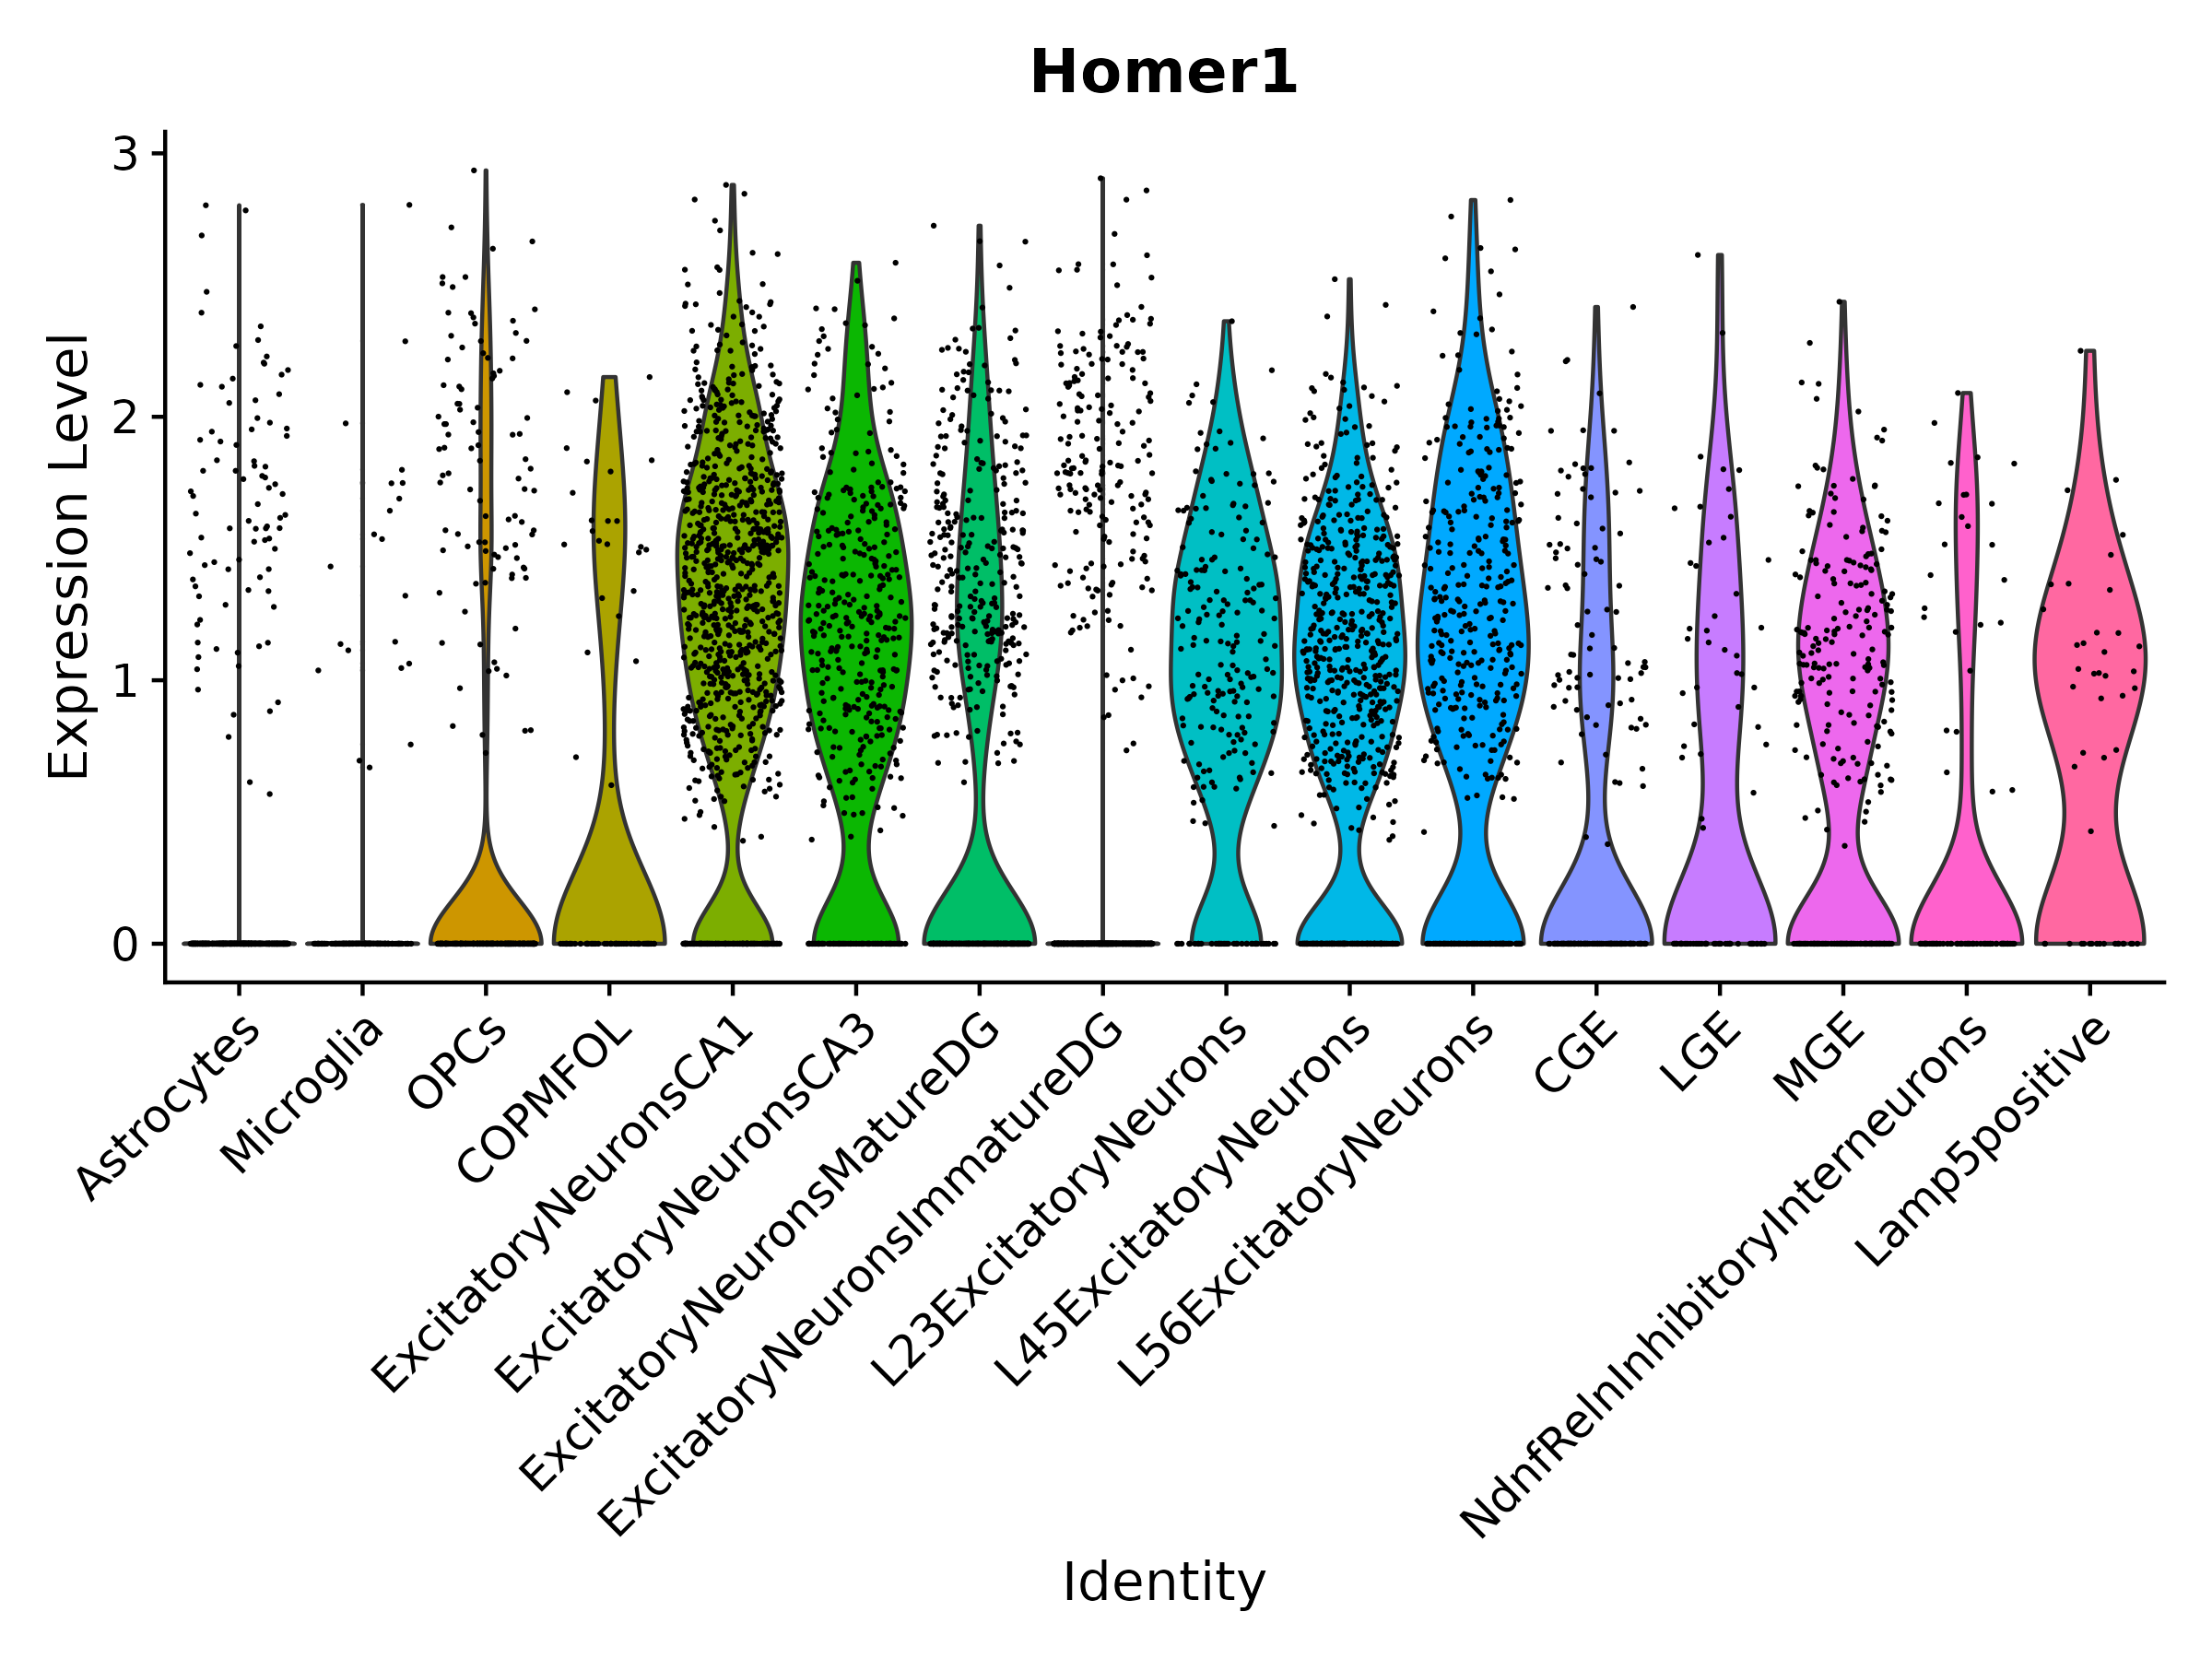 Homer1
Expression Level
3
2
1
0
Astrocytes
Microglia
OPCs
COPMFOL
ExcitatoryNeuronsCA1
ExcitatoryNeuronsCA3
ExcitatoryNeuronsMatureDG
ExcitatoryNeuronsImmatureDG
L23ExcitatoryNeurons
L45ExcitatoryNeurons
L56ExcitatoryNeurons
CGE
LGE
MGE
NdnfRelnInhibitoryInterneurons
Lamp5positive
Identity